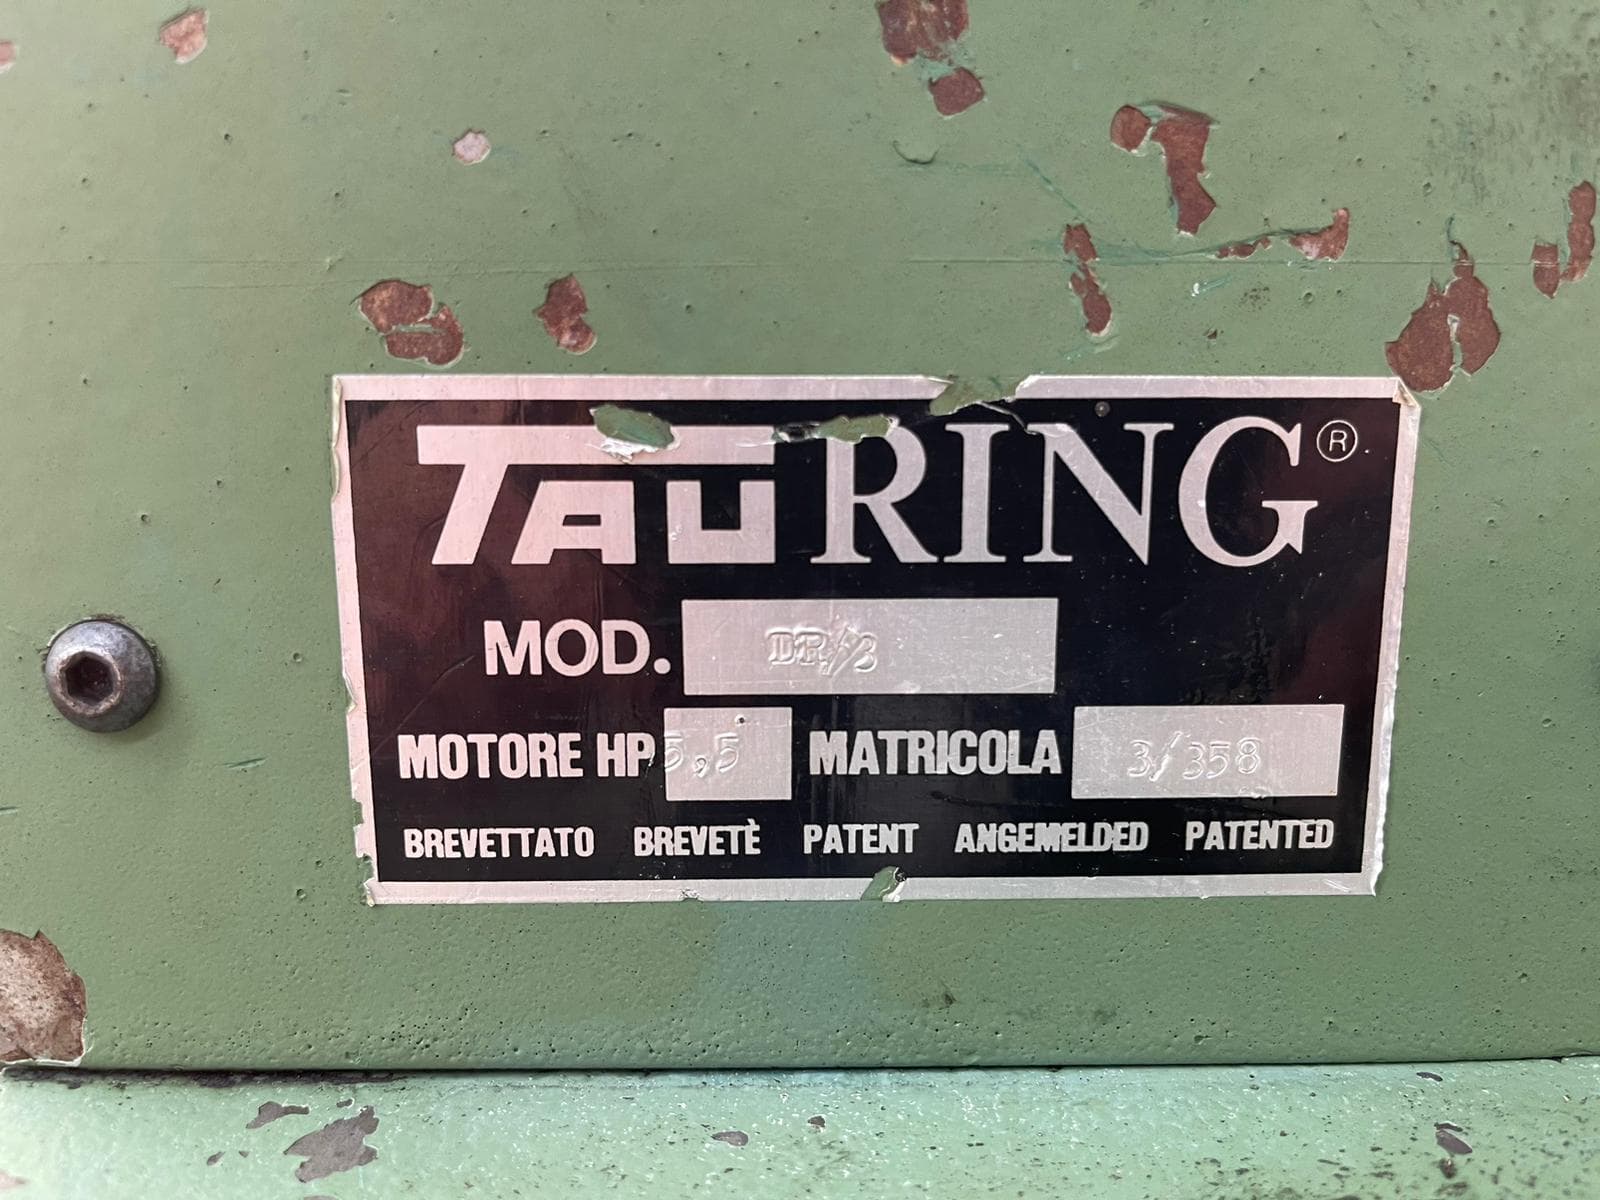 TAURING®
MOD. DR/3
MOTORE HP 5,5 MATRICOLA 3/358
BREVETTATO BREVETÈ PATENT ANGEMELDED PATENTED